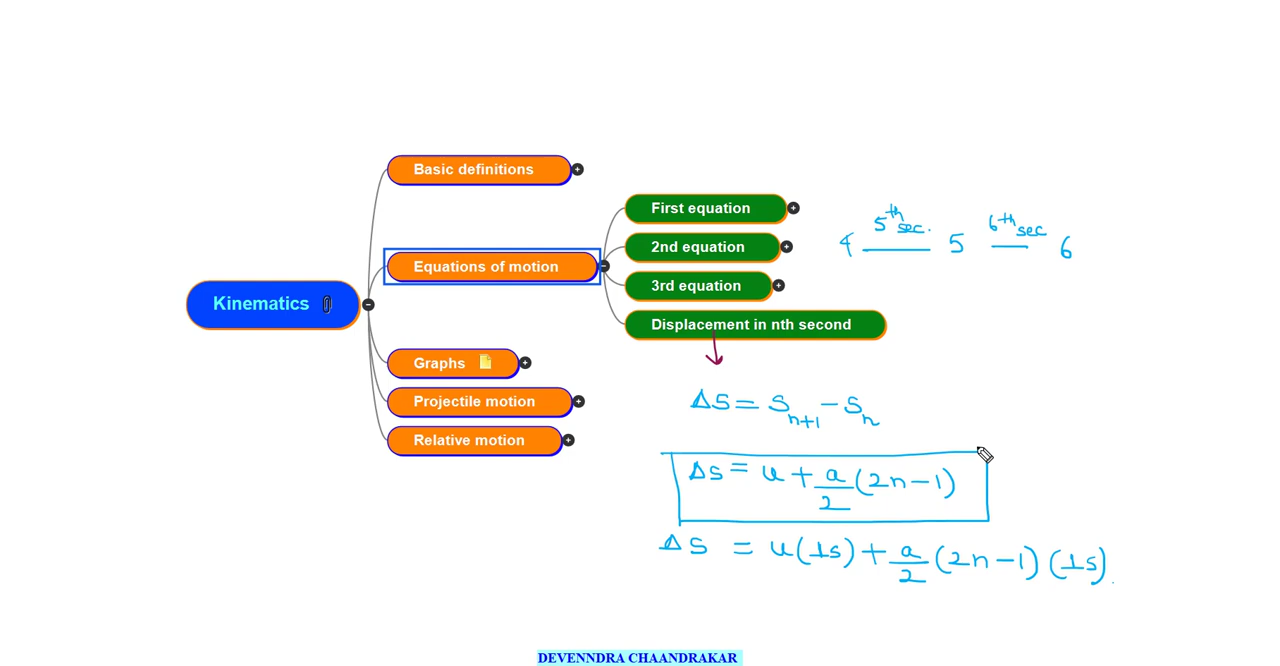 Basic definitions
First equation
5th sec.
6th sec
4
5
6
2nd equation
Equations of motion
3rd equation
Kinematics
Displacement in nth second
Graphs
Projectile motion
Relative motion
Δs = Sn+1 − Sn
Δs = u + a/2 (2n−1)
Δs = u(1s) + a/2 (2n−1) (1s).
DEVENNDRA CHAANDRAKAR